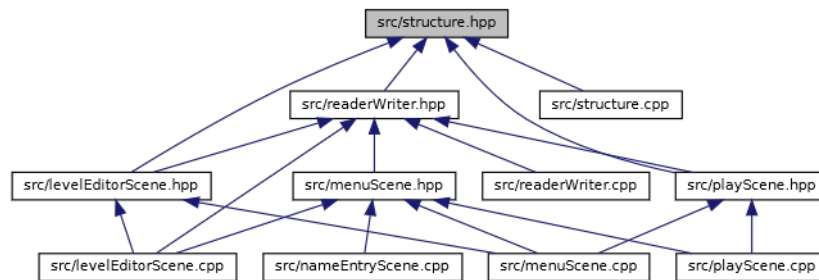 src/structure.hpp
src/readerWriter.hpp
src/structure.cpp
src/levelEditorScene.hpp
src/menuScene.hpp
src/readerWriter.cpp
src/playScene.hpp
src/levelEditorScene.cpp
src/nameEntryScene.cpp
src/menuScene.cpp
src/playScene.cpp